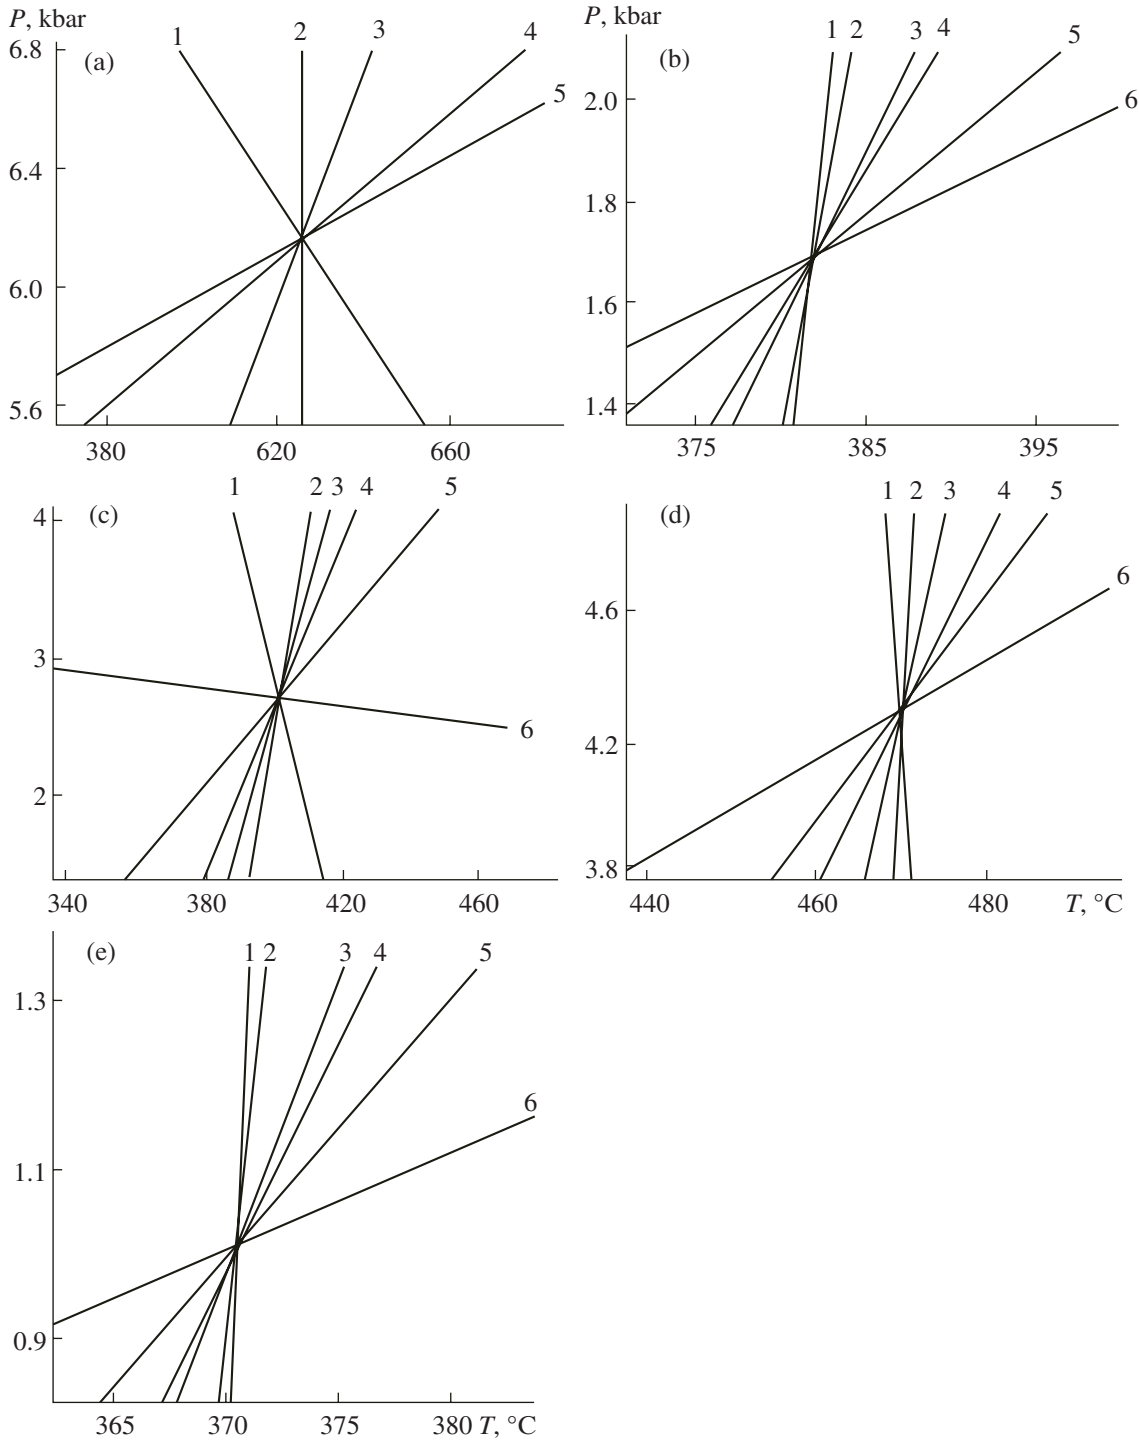 P, kbar
6.8
6.4
6.0
5.6
(a)
1 2 3 4 5
380 620 660
P, kbar
2.0
1.8
1.6
1.4
(b)
1 2 3 4 5 6
375 385 395
4
3
2
(c)
1 2 3 4 5 6
340 380 420 460
4.6
4.2
3.8
(d)
1 2 3 4 5 6
440 460 480 T, °C
1.3
1.1
0.9
(e)
1 2 3 4 5 6
365 370 375 380 T, °C